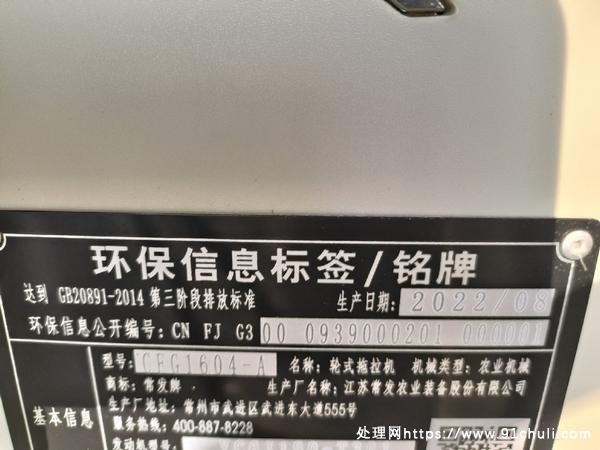 环保信息标签/铭牌
达到 GB20891-2014 第三阶段排放标准 生产日期: 2022/08
环保信息公开编号: CN FJ G3 00 0939000201 000001
型号: CFG1604-A 名称: 轮式拖拉机 机械类型: 农业机械
商标: 常发牌 生产厂名称: 江苏常发农业装备股份有限公司
生产厂地址: 常州市武进区武进东大道555号
基本信息
服务热线: 400-887-8228
发动机型号:
处理网https://www.91chuli.com/